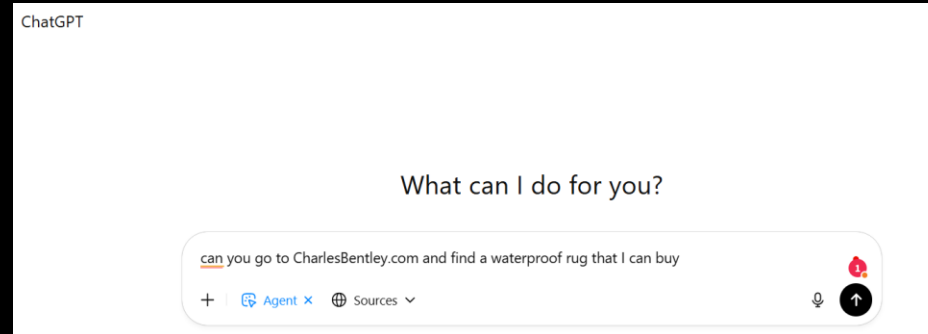 ChatGPT
What can I do for you?
can you go to CharlesBentley.com and find a waterproof rug that I can buy
1
Agent
Sources